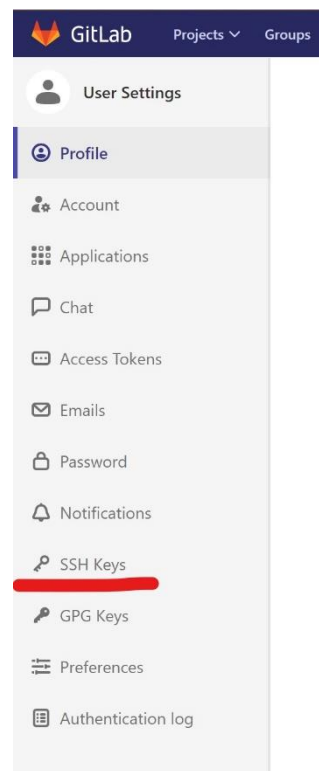 GitLab Projects Groups
User Settings
Profile
Account
Applications
Chat
Access Tokens
Emails
Password
Notifications
SSH Keys
GPG Keys
Preferences
Authentication log